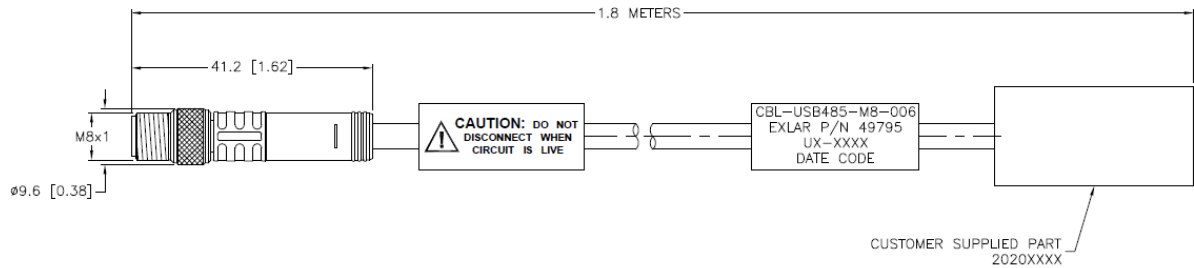 1.8 METERS
41.2 [1.62]
M8x1
ø9.6 [0.38]
CAUTION: DO NOT
DISCONNECT WHEN
CIRCUIT IS LIVE
CBL-USB485-M8-006
EXLAR P/N 49795
UX-XXXX
DATE CODE
CUSTOMER SUPPLIED PART
2020XXXX